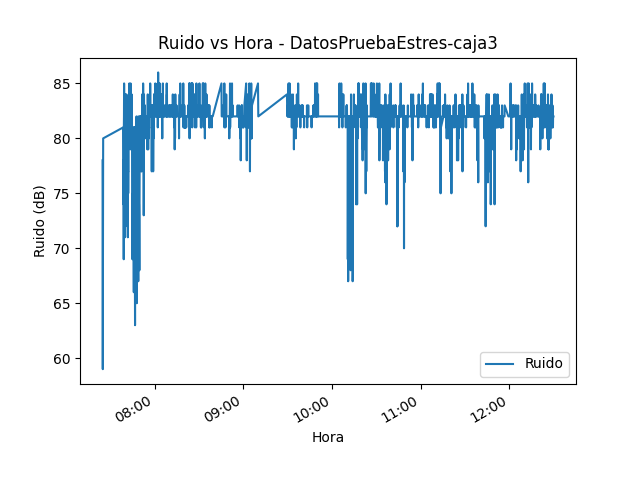 Ruido vs Hora - DatosPruebaEstres-caja3
85
80
75
70
65
60
Ruido (dB)
08:00
09:00
10:00
11:00
12:00
Hora
Ruido